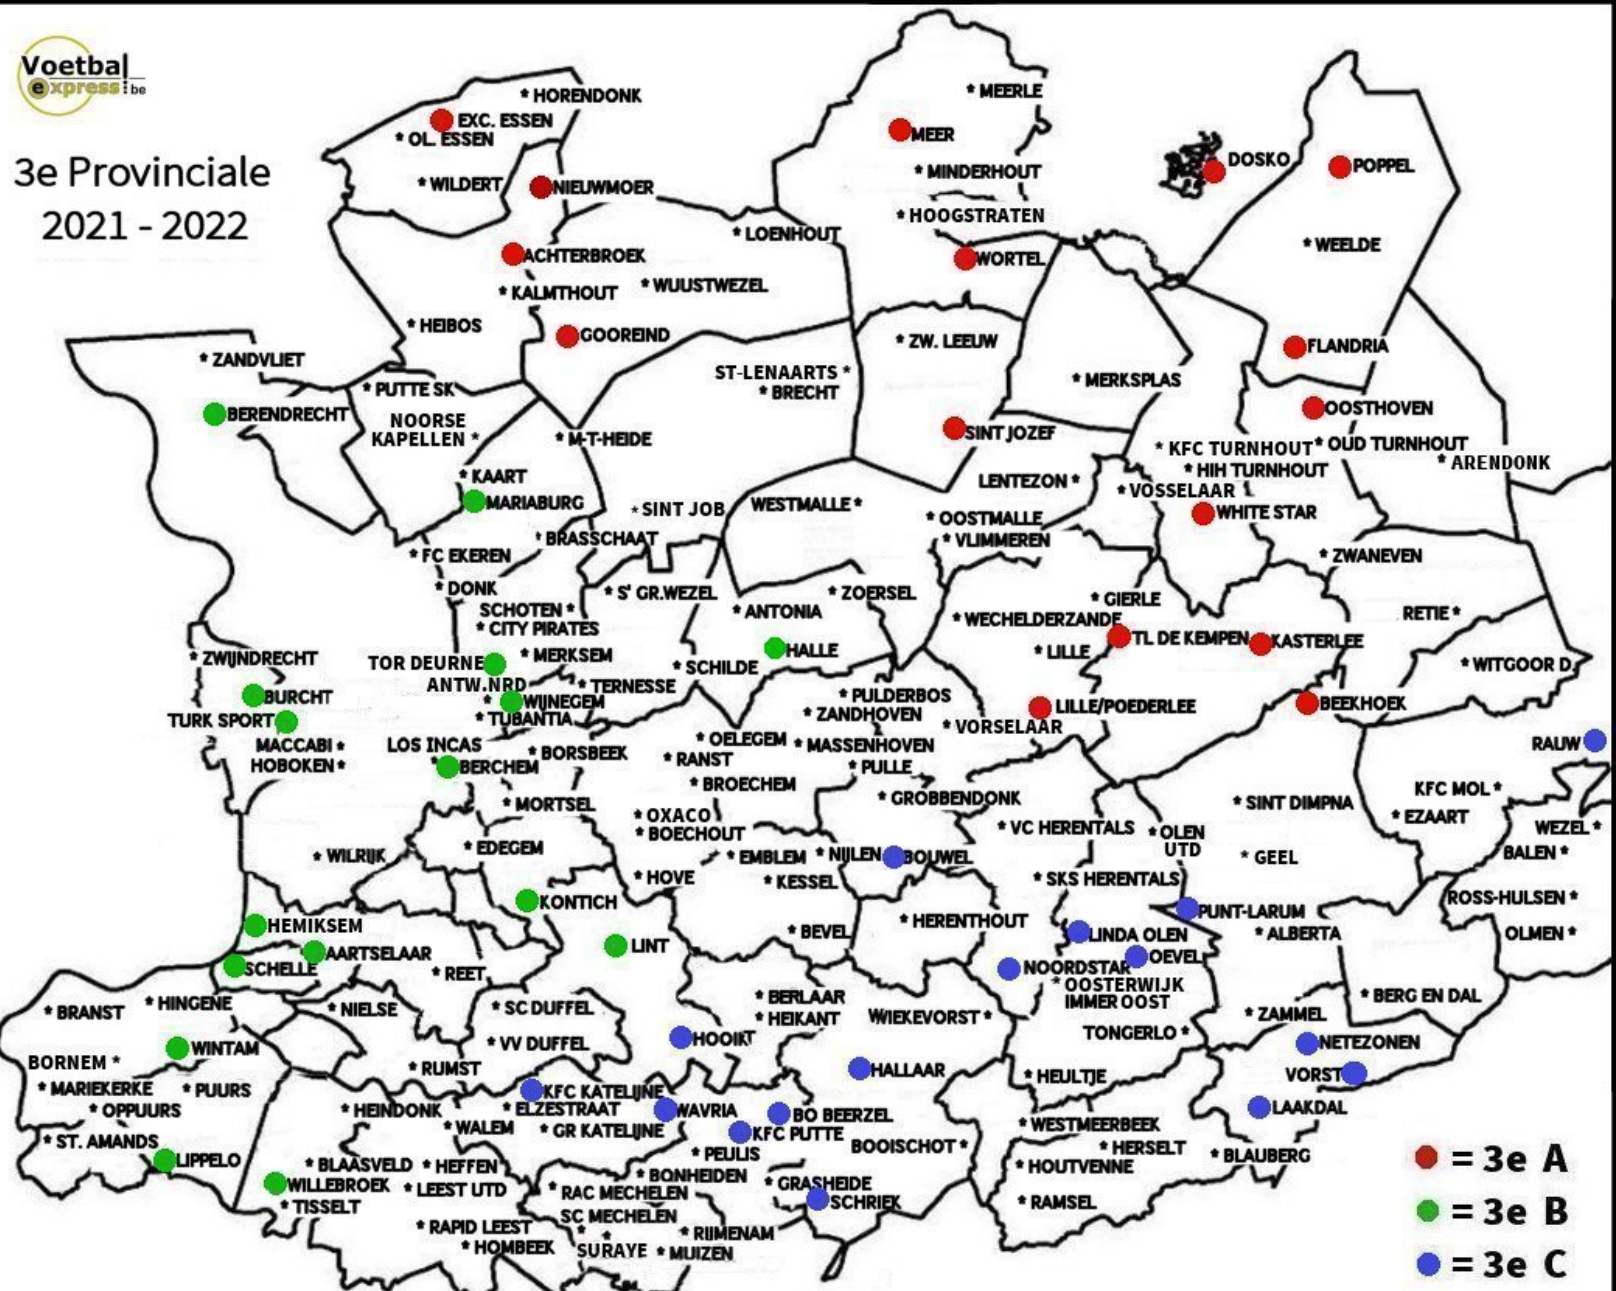 Voetbal
express!be
3e Provinciale
2021 - 2022
* HORENDONK
EXC. ESSEN
* OL. ESSEN
* WILDERT
NIEUWMOER
* MEERLE
MEER
* MINDERHOUT
DOSKO
POPPEL
* HOOGSTRATEN
* LOENHOUT
* WEELDE
ACHTERBROEK
WORTEL
* KALMTHOUT
* WUUSTWEZEL
* HEIBOS
GOOREIND
* ZW. LEEUW
FLANDRIA
* ZANDVLIET
ST-LENAARTS *
* BRECHT
* MERKSPLAS
* PUTTE SK
BERENDRECHT
NOORSE
KAPELLEN *
* M-T-HEIDE
SINT JOZEF
OOSTHOVEN
* KFC TURNHOUT
* OUD TURNHOUT
* ARENDONK
* HIH TURNHOUT
* KAART
MARIABURG
LENTEZON *
* VOSSELAAR
WHITE STAR
* SINT JOB
WESTMALLE *
* OOSTMALLE
* VLIMMEREN
* BRASSCHAAT
* FC EKEREN
* ZWANEVEN
* DONK
* S' GR.WEZEL
* ZOERSEL
* GIERLE
RETIE *
SCHOTEN *
* CITY PIRATES
* ANTONIA
* WECHELDERZANDE
TL DE KEMPEN
KASTERLEE
* ZWIJNDRECHT
TOR DEURNE
* MERKSEM
HALLE
* LILLE
* WITGOOR D.
* SCHILDE
ANTW.NRD
*
* TERNESSE
BURCHT
WIJNEGEM
* PULDERBOS
LILLE/POEDERLEE
BEEKHOEK
TURK SPORT
* TUBANTIA
* ZANDHOVEN
* VORSELAAR
MACCABI *
LOS INCAS
*
* BORSBEEK
* OELEGEM
* MASSENHOVEN
RAUW
HOBOKEN *
BERCHEM
* RANST
* PULLE
* BROECHEM
KFC MOL *
* MORTSEL
* GROBBENDONK
* SINT DIMPNA
* OXACO
* EZAART
* BOECHOUT
* VC HERENTALS
* OLEN
UTD
WEZEL *
* EDEGEM
* WILRIJK
* EMBLEM
* NIJLEN
BOUWEL
* GEEL
BALEN *
* HOVE
* KESSEL
* SKS HERENTALS
ROSS-HULSEN *
KONTICH
PUNT-LARUM
HEMIKSEM
* BEVEL
* HERENTHOUT
LINDA OLEN
* ALBERTA
OLMEN *
LINT
AARTSELAAR
OEVEL
SCHELLE
* REET
NOORDSTAR
* OOSTERWIJK
IMMER OOST
* BRANST
* HINGENE
* NIELSE
* SC DUFFEL
* BERLAAR
* BERG EN DAL
* HEIKANT
WIEKEVORST *
* ZAMMEL
TONGERLO *
WINTAM
* VV DUFFEL
HOOIKT
NETEZONEN
BORNEM *
* RUMST
HALLAAR
* HEULTJE
VORST
* MARIEKERKE
* PUURS
KFC KATELIJNE
* OPPUURS
* HEINDONK
* ELZESTRAAT
WAVRIA
BO BEERZEL
LAAKDAL
* WALEM
* GR KATELIJNE
KFC PUTTE
* WESTMEERBEEK
* ST. AMANDS
* PEULIS
BOOISCHOT *
* HERSELT
* BLAUBERG
LIPPELO
* BLAASVELD
* HEFFEN
* HOUTVENNE
= 3e A
* BONHEIDEN
* GRASHEIDE
WILLEBROEK
* LEEST UTD
*
RAC MECHELEN
SCHRIEK
* RAMSEL
* TISSELT
= 3e B
SC MECHELEN
*
* RAPID LEEST
* RIJMENAM
* HOMBEEK
*
SURAYE
* MUIZEN
= 3e C